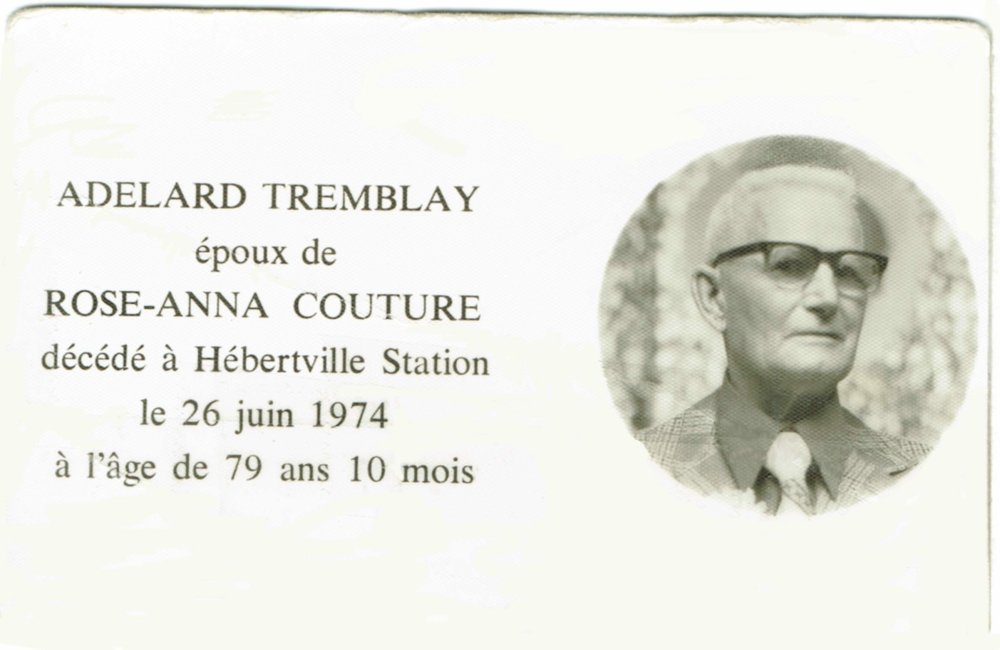 ADELARD TREMBLAY
époux de
ROSE-ANNA COUTURE
décédé à Hébertville Station
le 26 juin 1974
à l'âge de 79 ans 10 mois